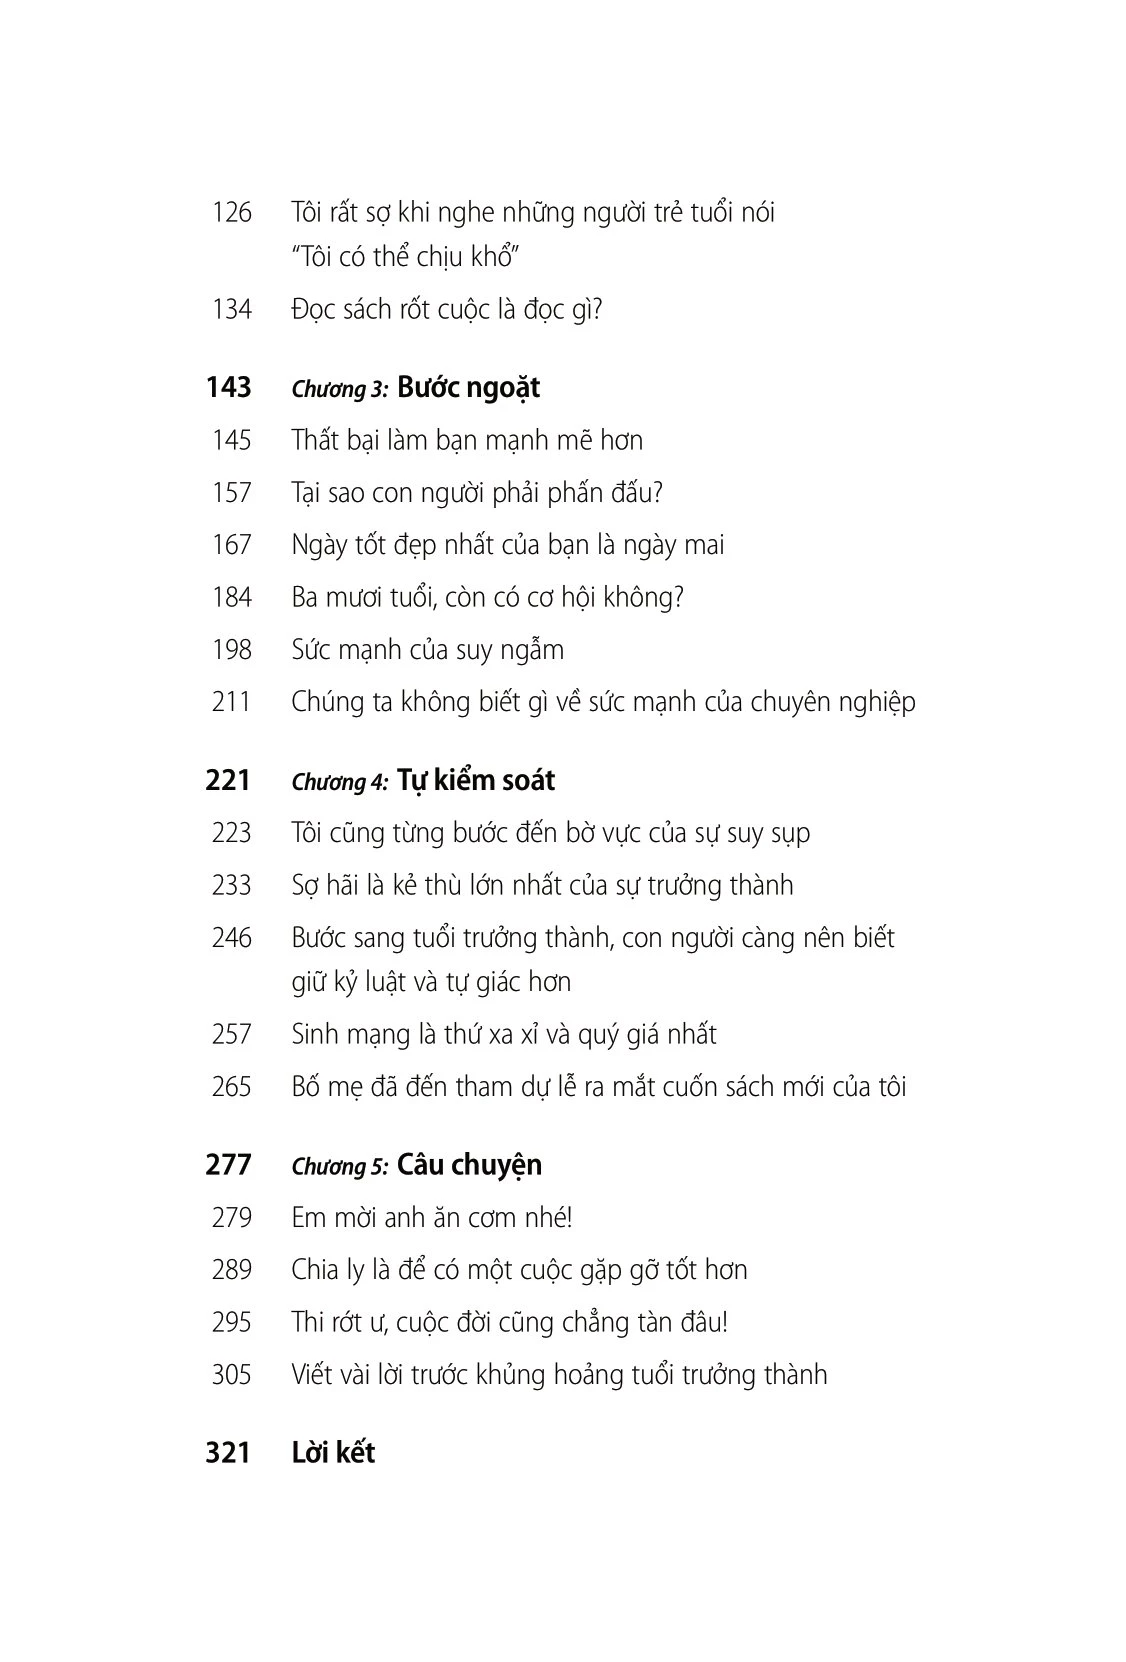 126 Tôi rất sợ khi nghe những người trẻ tuổi nói
“Tôi có thể chịu khổ”
134 Đọc sách rốt cuộc là đọc gì?
143 Chương 3: Bước ngoặt
145 Thất bại làm bạn mạnh mẽ hơn
157 Tại sao con người phải phấn đấu?
167 Ngày tốt đẹp nhất của bạn là ngày mai
184 Ba mươi tuổi, còn có cơ hội không?
198 Sức mạnh của suy ngẫm
211 Chúng ta không biết gì về sức mạnh của chuyên nghiệp
221 Chương 4: Tự kiểm soát
223 Tôi cũng từng bước đến bờ vực của sự suy sụp
233 Sợ hãi là kẻ thù lớn nhất của sự trưởng thành
246 Bước sang tuổi trưởng thành, con người càng nên biết
giữ kỷ luật và tự giác hơn
257 Sinh mạng là thứ xa xỉ và quý giá nhất
265 Bố mẹ đã đến tham dự lễ ra mắt cuốn sách mới của tôi
277 Chương 5: Câu chuyện
279 Em mời anh ăn cơm nhé!
289 Chia ly là để có một cuộc gặp gỡ tốt hơn
295 Thi rớt ư, cuộc đời cũng chẳng tàn đâu!
305 Viết vài lời trước khủng hoảng tuổi trưởng thành
321 Lời kết